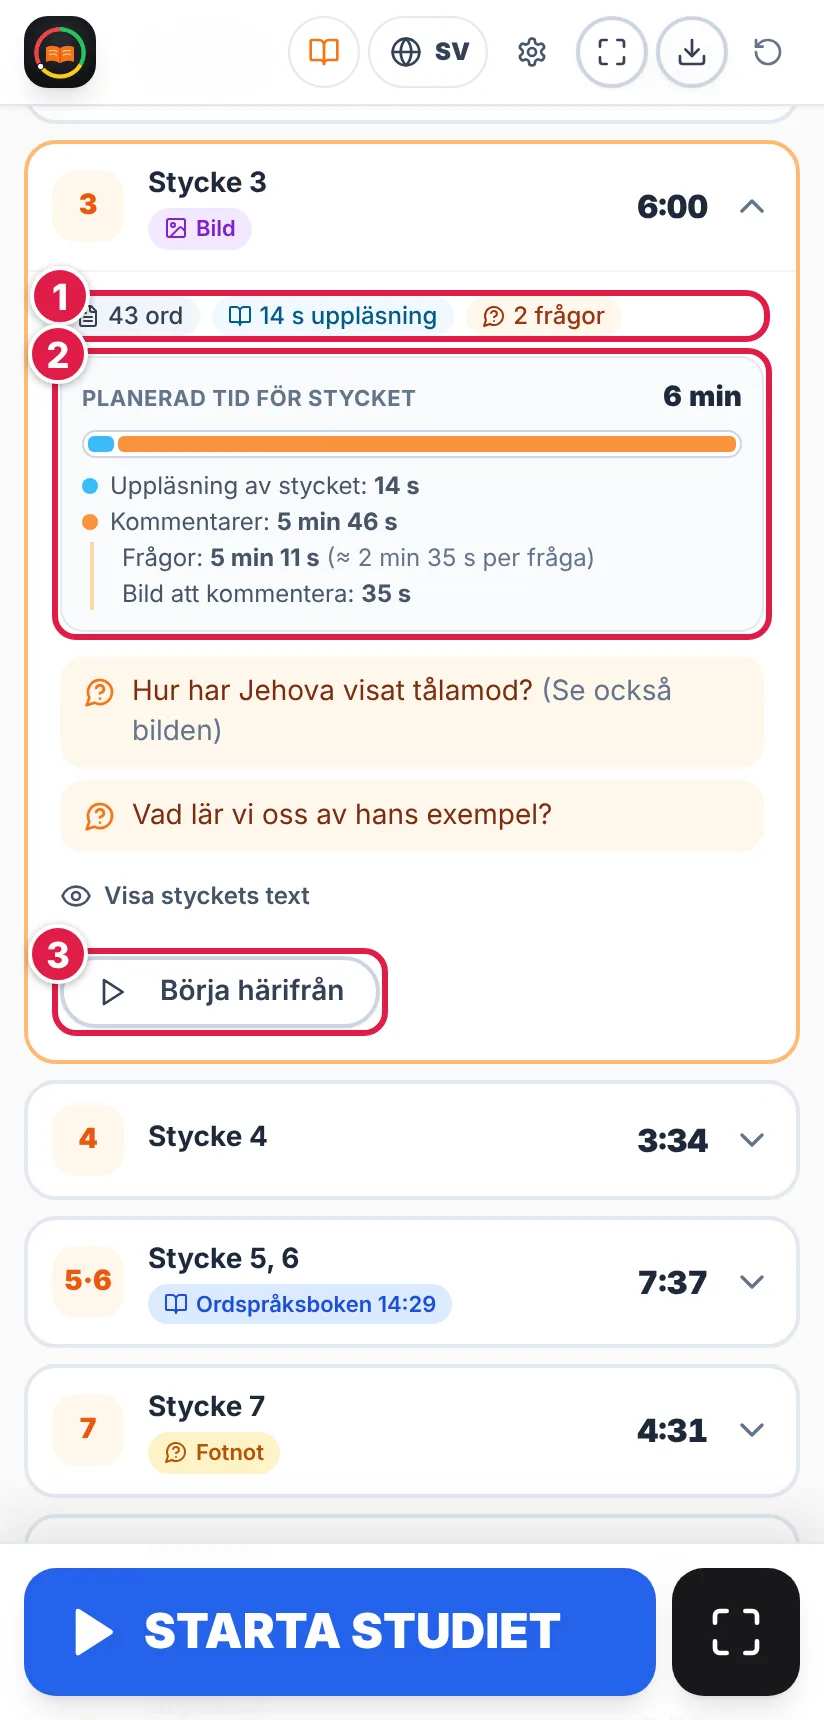 SV
3
Stycke 3
Bild
6:00
1
43 ord
14 s uppläsning
2 frågor
2
PLANERAD TID FÖR STYCKET
6 min
Uppläsning av stycket: 14 s
Kommentarer: 5 min 46 s
Frågor: 5 min 11 s (≈ 2 min 35 s per fråga)
Bild att kommentera: 35 s
Hur har Jehova visat tålamod? (Se också
bilden)
Vad lär vi oss av hans exempel?
Visa styckets text
3
Börja härifrån
4
Stycke 4
3:34
5·6
Stycke 5, 6
Ordspråksboken 14:29
7:37
7
Stycke 7
Fotnot
4:31
STARTA STUDIET